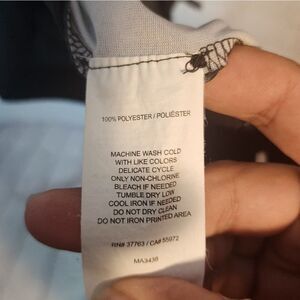 100% POLYESTER / POLIÉSTER
MACHINE WASH COLD
WITH LIKE COLORS
DELICATE CYCLE
ONLY NON-CHLORINE
BLEACH IF NEEDED
TUMBLE DRY LOW
COOL IRON IF NEEDED
DO NOT DRY CLEAN
DO NOT IRON PRINTED AREA
RN# 37763 / CA# 55972
MA3438